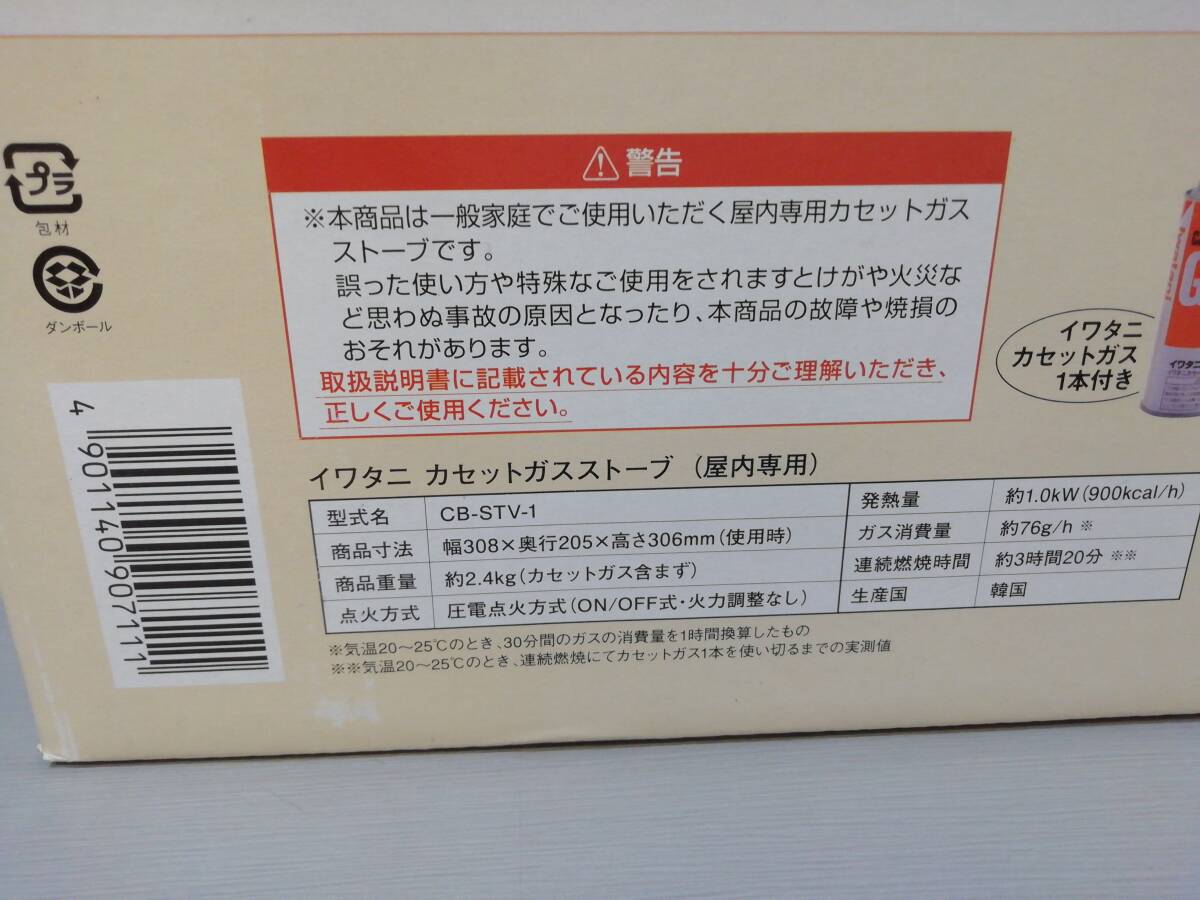 プラ
包材
ダンボール
警告
※本商品は一般家庭でご使用いただく屋内専用カセットガス
ストーブです。
誤った使い方や特殊なご使用をされますとけがや火災な
ど思わぬ事故の原因となったり、本商品の故障や焼損の
おそれがあります。
取扱説明書に記載されている内容を十分ご理解いただき、
正しくご使用ください。
イワタニ
カセットガス
1本付き
イワタニ
4 901140 907111
イワタニ カセットガスストーブ（屋内専用）
型式名 CB-STV-1
商品寸法 幅308×奥行205×高さ306mm（使用時）
商品重量 約2.4kg（カセットガス含まず）
点火方式 圧電点火方式（ON/OFF式・火力調整なし）
発熱量 約1.0kW（900kcal/h）
ガス消費量 約76g/h ※
連続燃焼時間 約3時間20分 ※※
生産国 韓国
※気温20～25℃のとき、30分間のガスの消費量を1時間換算したもの
※※気温20～25℃のとき、連続燃焼にてカセットガス1本を使い切るまでの実測値